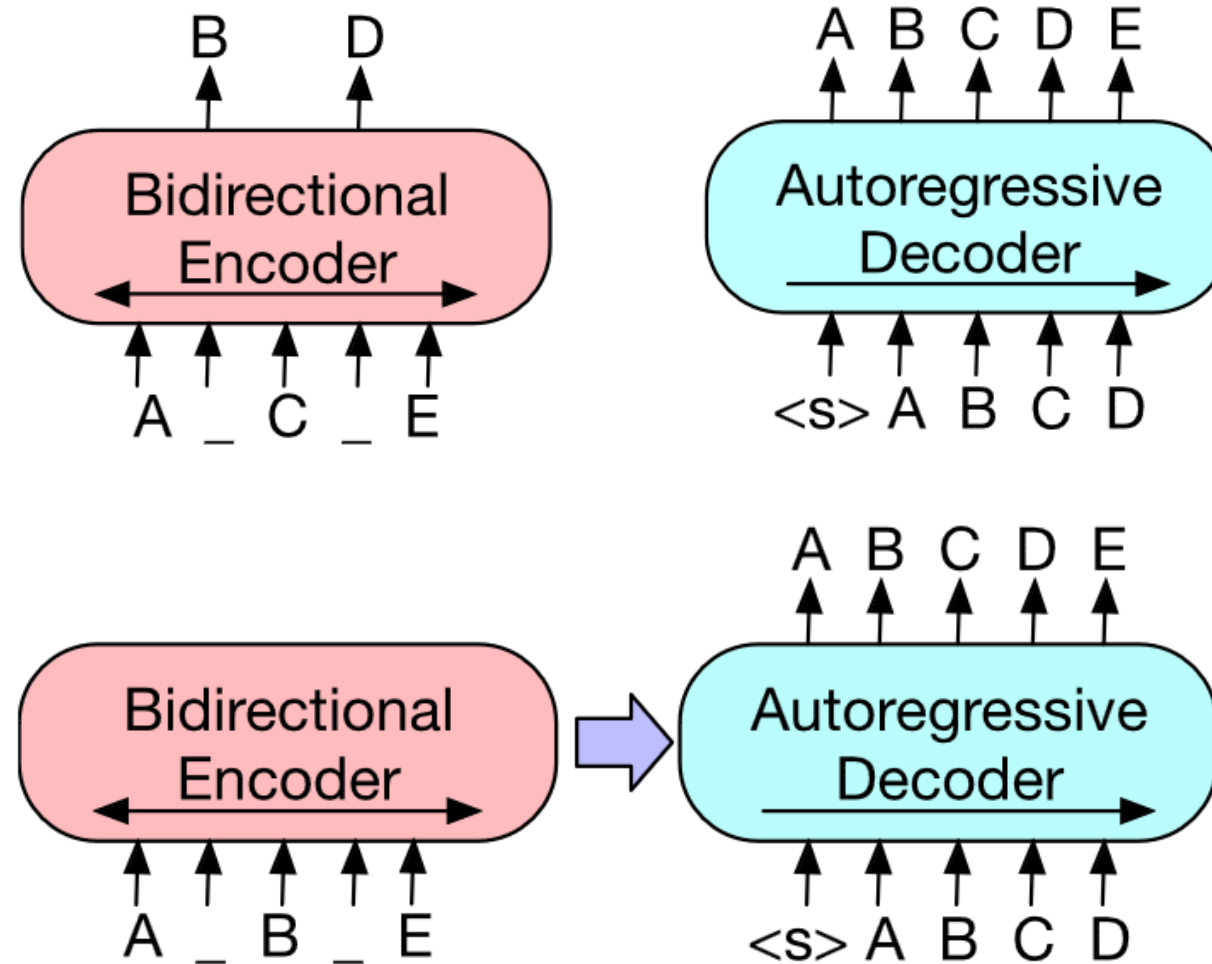 B D
Bidirectional
Encoder
A _ C _ E
A B C D E
Autoregressive
Decoder
<s> A B C D
Bidirectional
Encoder
A _ B _ E
A B C D E
Autoregressive
Decoder
<s> A B C D